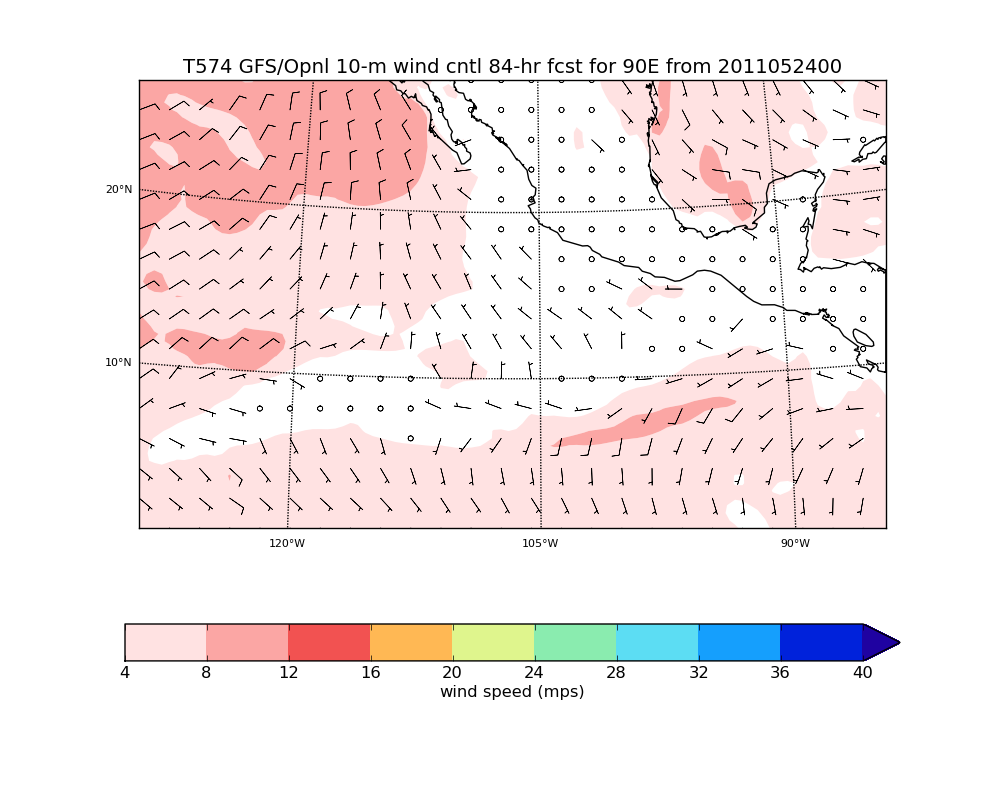 T574 GFS/Opnl 10-m wind cntl 84-hr fcst for 90E from 2011052400
20°N
10°N
120°W 105°W 90°W
4 8 12 16 20 24 28 32 36 40
wind speed (mps)